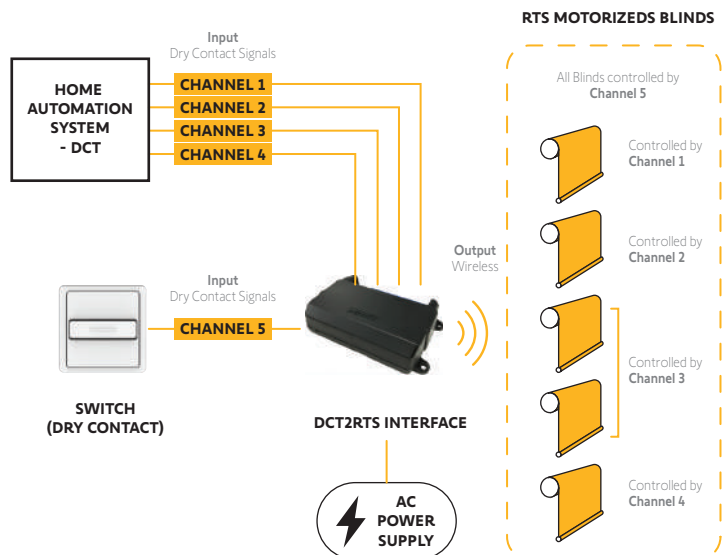 RTS MOTORIZEDS BLINDS
Input
Dry Contact Signals
HOME
AUTOMATION
SYSTEM
- DCT
CHANNEL 1
CHANNEL 2
CHANNEL 3
CHANNEL 4
All Blinds controlled by
Channel 5
Controlled by
Channel 1
Controlled by
Channel 2
Output
Wireless
Input
Dry Contact Signals
CHANNEL 5
Controlled by
Channel 3
SWITCH
(DRY CONTACT)
DCT2RTS INTERFACE
Controlled by
Channel 4
AC
POWER
SUPPLY